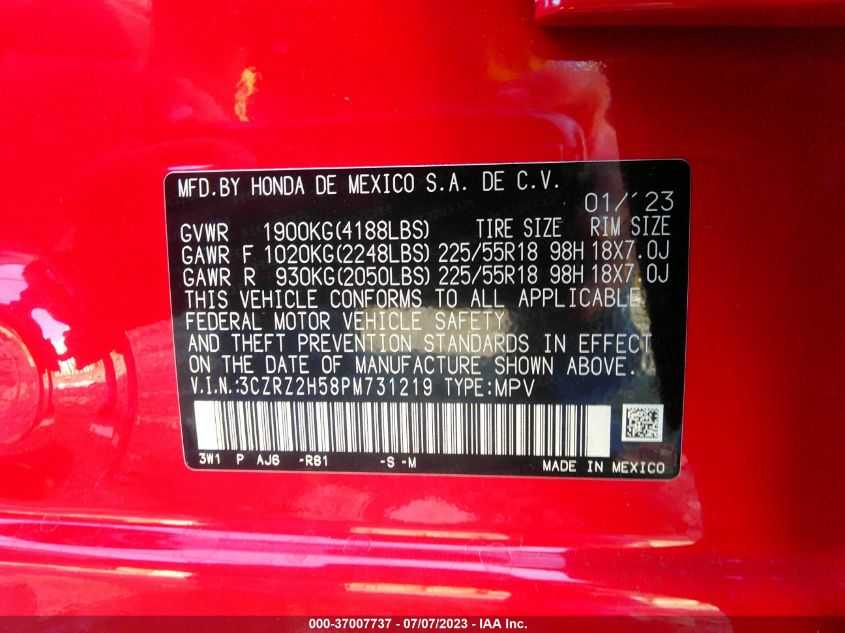 MFD.BY HONDA DE MEXICO S.A. DE C.V.
01/'23
GVWR 1900KG(4188LBS) TIRE SIZE RIM SIZE
GAWR F 1020KG(2248LBS) 225/55R18 98H 18X7.0J
GAWR R 930KG(2050LBS) 225/55R18 98H 18X7.0J
THIS VEHICLE CONFORMS TO ALL APPLICABLE
FEDERAL MOTOR VEHICLE SAFETY
AND THEFT PREVENTION STANDARDS IN EFFECT
ON THE DATE OF MANUFACTURE SHOWN ABOVE.
V.I.N.:3CZRZ2H58PM731219 TYPE:MPV
3W1 P AJ6 -R81 -S -M MADE IN MEXICO
000-37007737 - 07/07/2023 - IAA Inc.